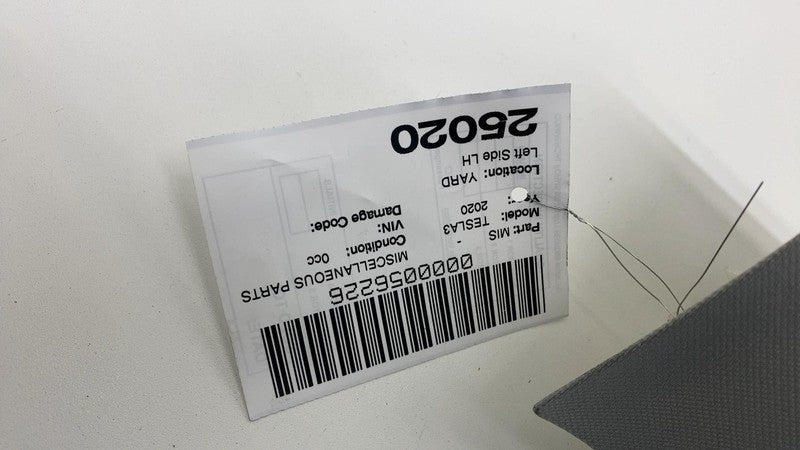 0000056226
MISCELLANEOUS PARTS
Part: MIS - Condition: 0cc
Model: TESLA3 VIN:
Year: 2020 Damage Code:
Location: YARD
Left Side LH
25020